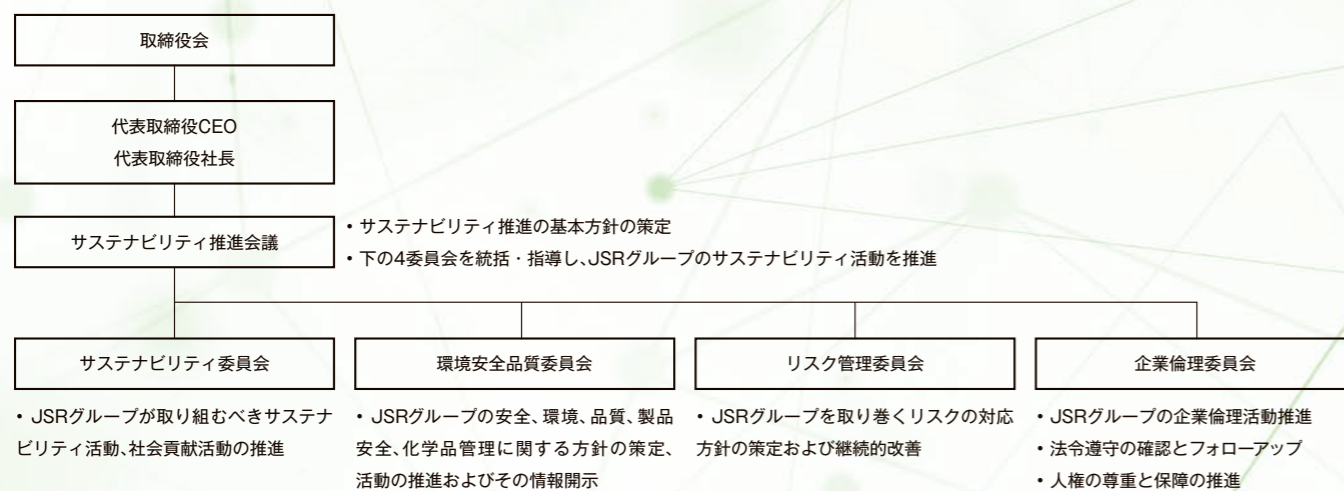 取締役会
代表取締役CEO
代表取締役社長
サステナビリティ推進会議
• サステナビリティ推進の基本方針の策定
• 下の4委員会を統括・指導し、JSRグループのサステナビリティ活動を推進
サステナビリティ委員会
• JSRグループが取り組むべきサステナ
ビリティ活動、社会貢献活動の推進
環境安全品質委員会
• JSRグループの安全、環境、品質、製品
安全、化学品管理に関する方針の策定、
活動の推進およびその情報開示
リスク管理委員会
• JSRグループを取り巻くリスクの対応
方針の策定および継続的改善
企業倫理委員会
• JSRグループの企業倫理活動推進
• 法令遵守の確認とフォローアップ
• 人権の尊重と保障の推進